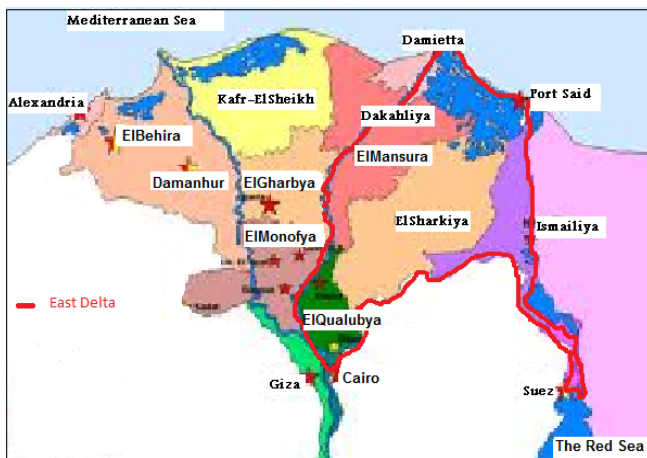 Mediterranean Sea
Damietta
Alexandria
Kafr-ElSheikh
Port Said
Dakahliya
ElBehira
ElMansura
Damanhur
ElGharbya
ElSharkiya
Ismailiya
ElMonofya
East Delta
ElQualubya
Giza
Cairo
Suez
The Red Sea